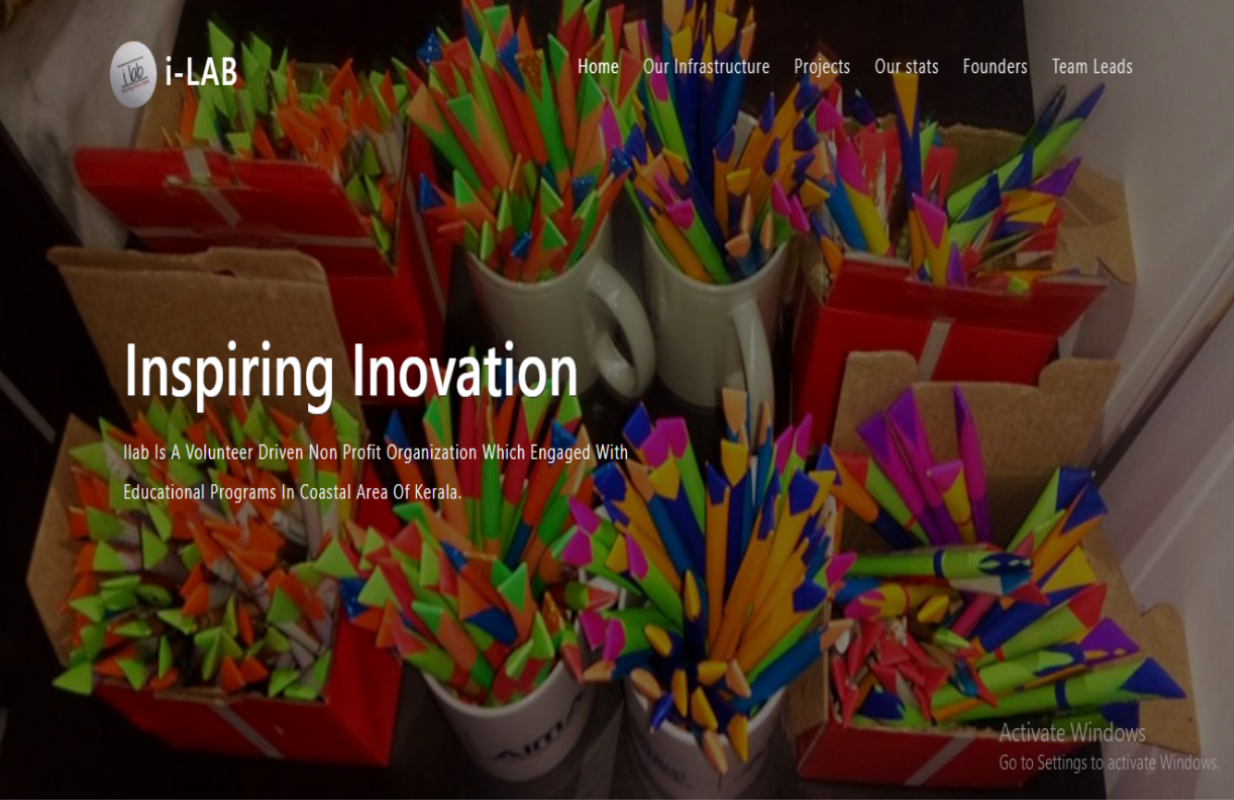 i lab
i-LAB
Home Our Infrastructure Projects Our stats Founders Team Leads
Inspiring Inovation
Ilab Is A Volunteer Driven Non Profit Organization Which Engaged With
Educational Programs In Coastal Area Of Kerala.
Activate Windows
Go to Settings to activate Windows.